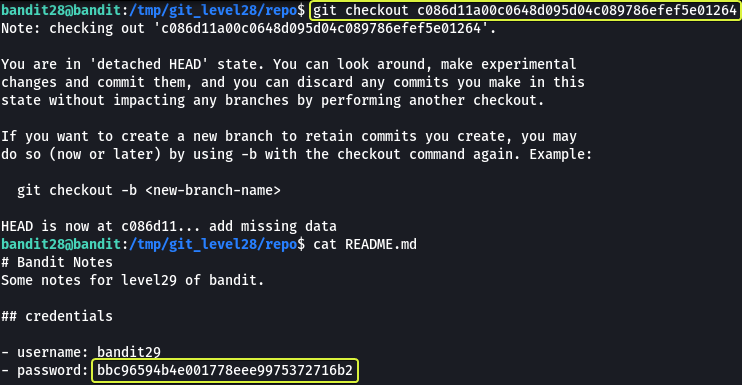 bandit28@bandit:/tmp/git_level28/repo$ git checkout c086d11a00c0648d095d04c089786efef5e01264
Note: checking out 'c086d11a00c0648d095d04c089786efef5e01264'.

You are in 'detached HEAD' state. You can look around, make experimental
changes and commit them, and you can discard any commits you make in this
state without impacting any branches by performing another checkout.

If you want to create a new branch to retain commits you create, you may
do so (now or later) by using -b with the checkout command again. Example:

  git checkout -b <new-branch-name>

HEAD is now at c086d11... add missing data
bandit28@bandit:/tmp/git_level28/repo$ cat README.md
# Bandit Notes
Some notes for level29 of bandit.

## credentials

- username: bandit29
- password: bbc96594b4e001778eee9975372716b2